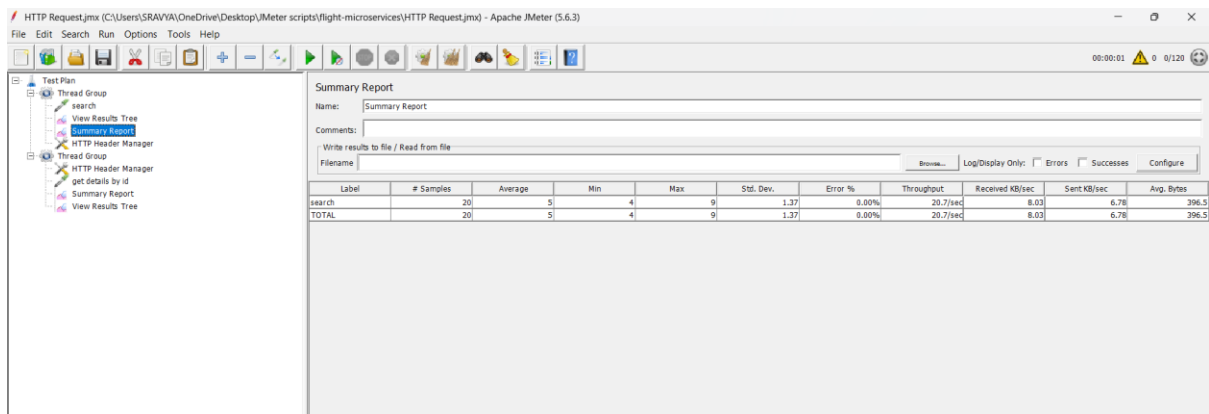 HTTP Request.jmx (C:\Users\SRAVYA\OneDrive\Desktop\JMeter scripts\flight-microservices\HTTP Request.jmx) - Apache JMeter (5.6.3)
File Edit Search Run Options Tools Help
00:00:01 0 0/120
Test Plan
Thread Group
search
View Results Tree
Summary Report
HTTP Header Manager
Thread Group
HTTP Header Manager
get details by id
Summary Report
View Results Tree
Summary Report
Name: Summary Report
Comments:
Write results to file / Read from file
Filename Browse... Log/Display Only: Errors Successes Configure
Label # Samples Average Min Max Std. Dev. Error % Throughput Received KB/sec Sent KB/sec Avg. Bytes
search 20 5 4 9 1.37 0.00% 20.7/sec 8.03 6.78 396.5
TOTAL 20 5 4 9 1.37 0.00% 20.7/sec 8.03 6.78 396.5